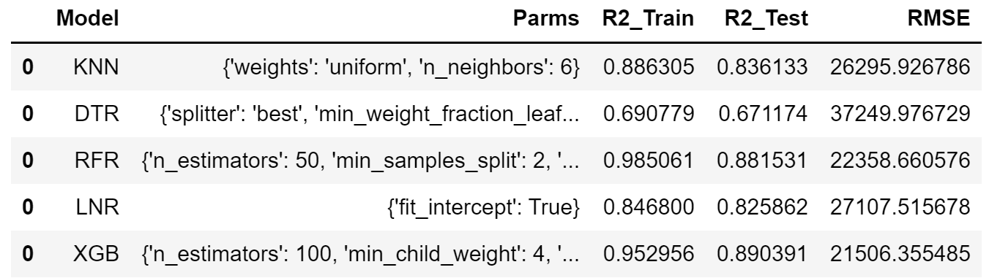 Model Parms R2_Train R2_Test RMSE
0 KNN {'weights': 'uniform', 'n_neighbors': 6} 0.886305 0.836133 26295.926786
0 DTR {'splitter': 'best', 'min_weight_fraction_leaf... 0.690779 0.671174 37249.976729
0 RFR {'n_estimators': 50, 'min_samples_split': 2, '... 0.985061 0.881531 22358.660576
0 LNR {'fit_intercept': True} 0.846800 0.825862 27107.515678
0 XGB {'n_estimators': 100, 'min_child_weight': 4, '... 0.952956 0.890391 21506.355485